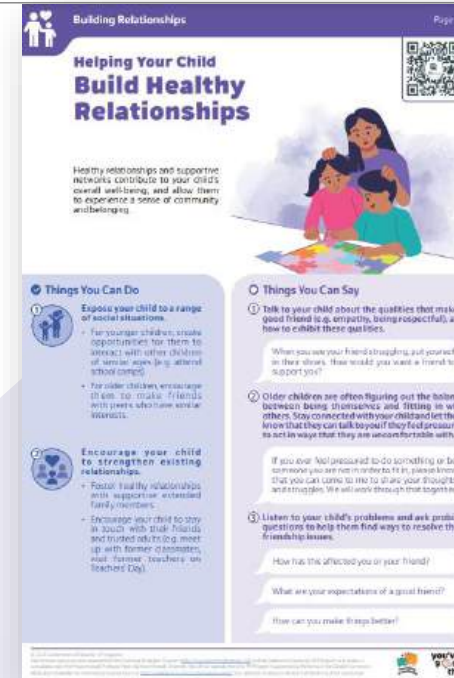 Building Relationships
Page
Helping Your Child
Build Healthy
Relationships
Healthy relationships and supportive
networks contribute to your child's
overall well-being, and allow them
to experience a sense of community
and belonging.
Things You Can Do
1
Expose your child to a range
of social situations.
• For younger children, create
opportunities for them to
interact with other children
of similar ages (e.g. attend
school camps).
• For older children, encourage
them to make friends
with peers who have similar
interests.
2
Encourage your child
to strengthen existing
relationships.
• Foster healthy relationships
with supportive extended
family members.
• Encourage your child to stay
in touch with their friends
and trusted adults (e.g. meet
up with former classmates,
visit former teachers on
Teachers' Day).
Things You Can Say
1 Talk to your child about the qualities that make
good friend (e.g. empathy, being respectful), a
how to exhibit these qualities.
When you see your friend struggling, put yourself
in their shoes. How would you want a friend to
support you?
2 Older children are often figuring out the balan
between being themselves and fitting in w
others. Stay connected with your child and let the
know that they can talk to you if they feel pressur
to act in ways that they are uncomfortable with
If you ever feel pressured to do something or be
someone you are not in order to fit in, please know
that you can come to me to share your thoughts
and struggles. We will work through that together
3 Listen to your child's problems and ask probi
questions to help them find ways to resolve th
friendship issues.
How has this affected you or your friend?
What are your expectations of a good friend?
How can you make things better?
you've